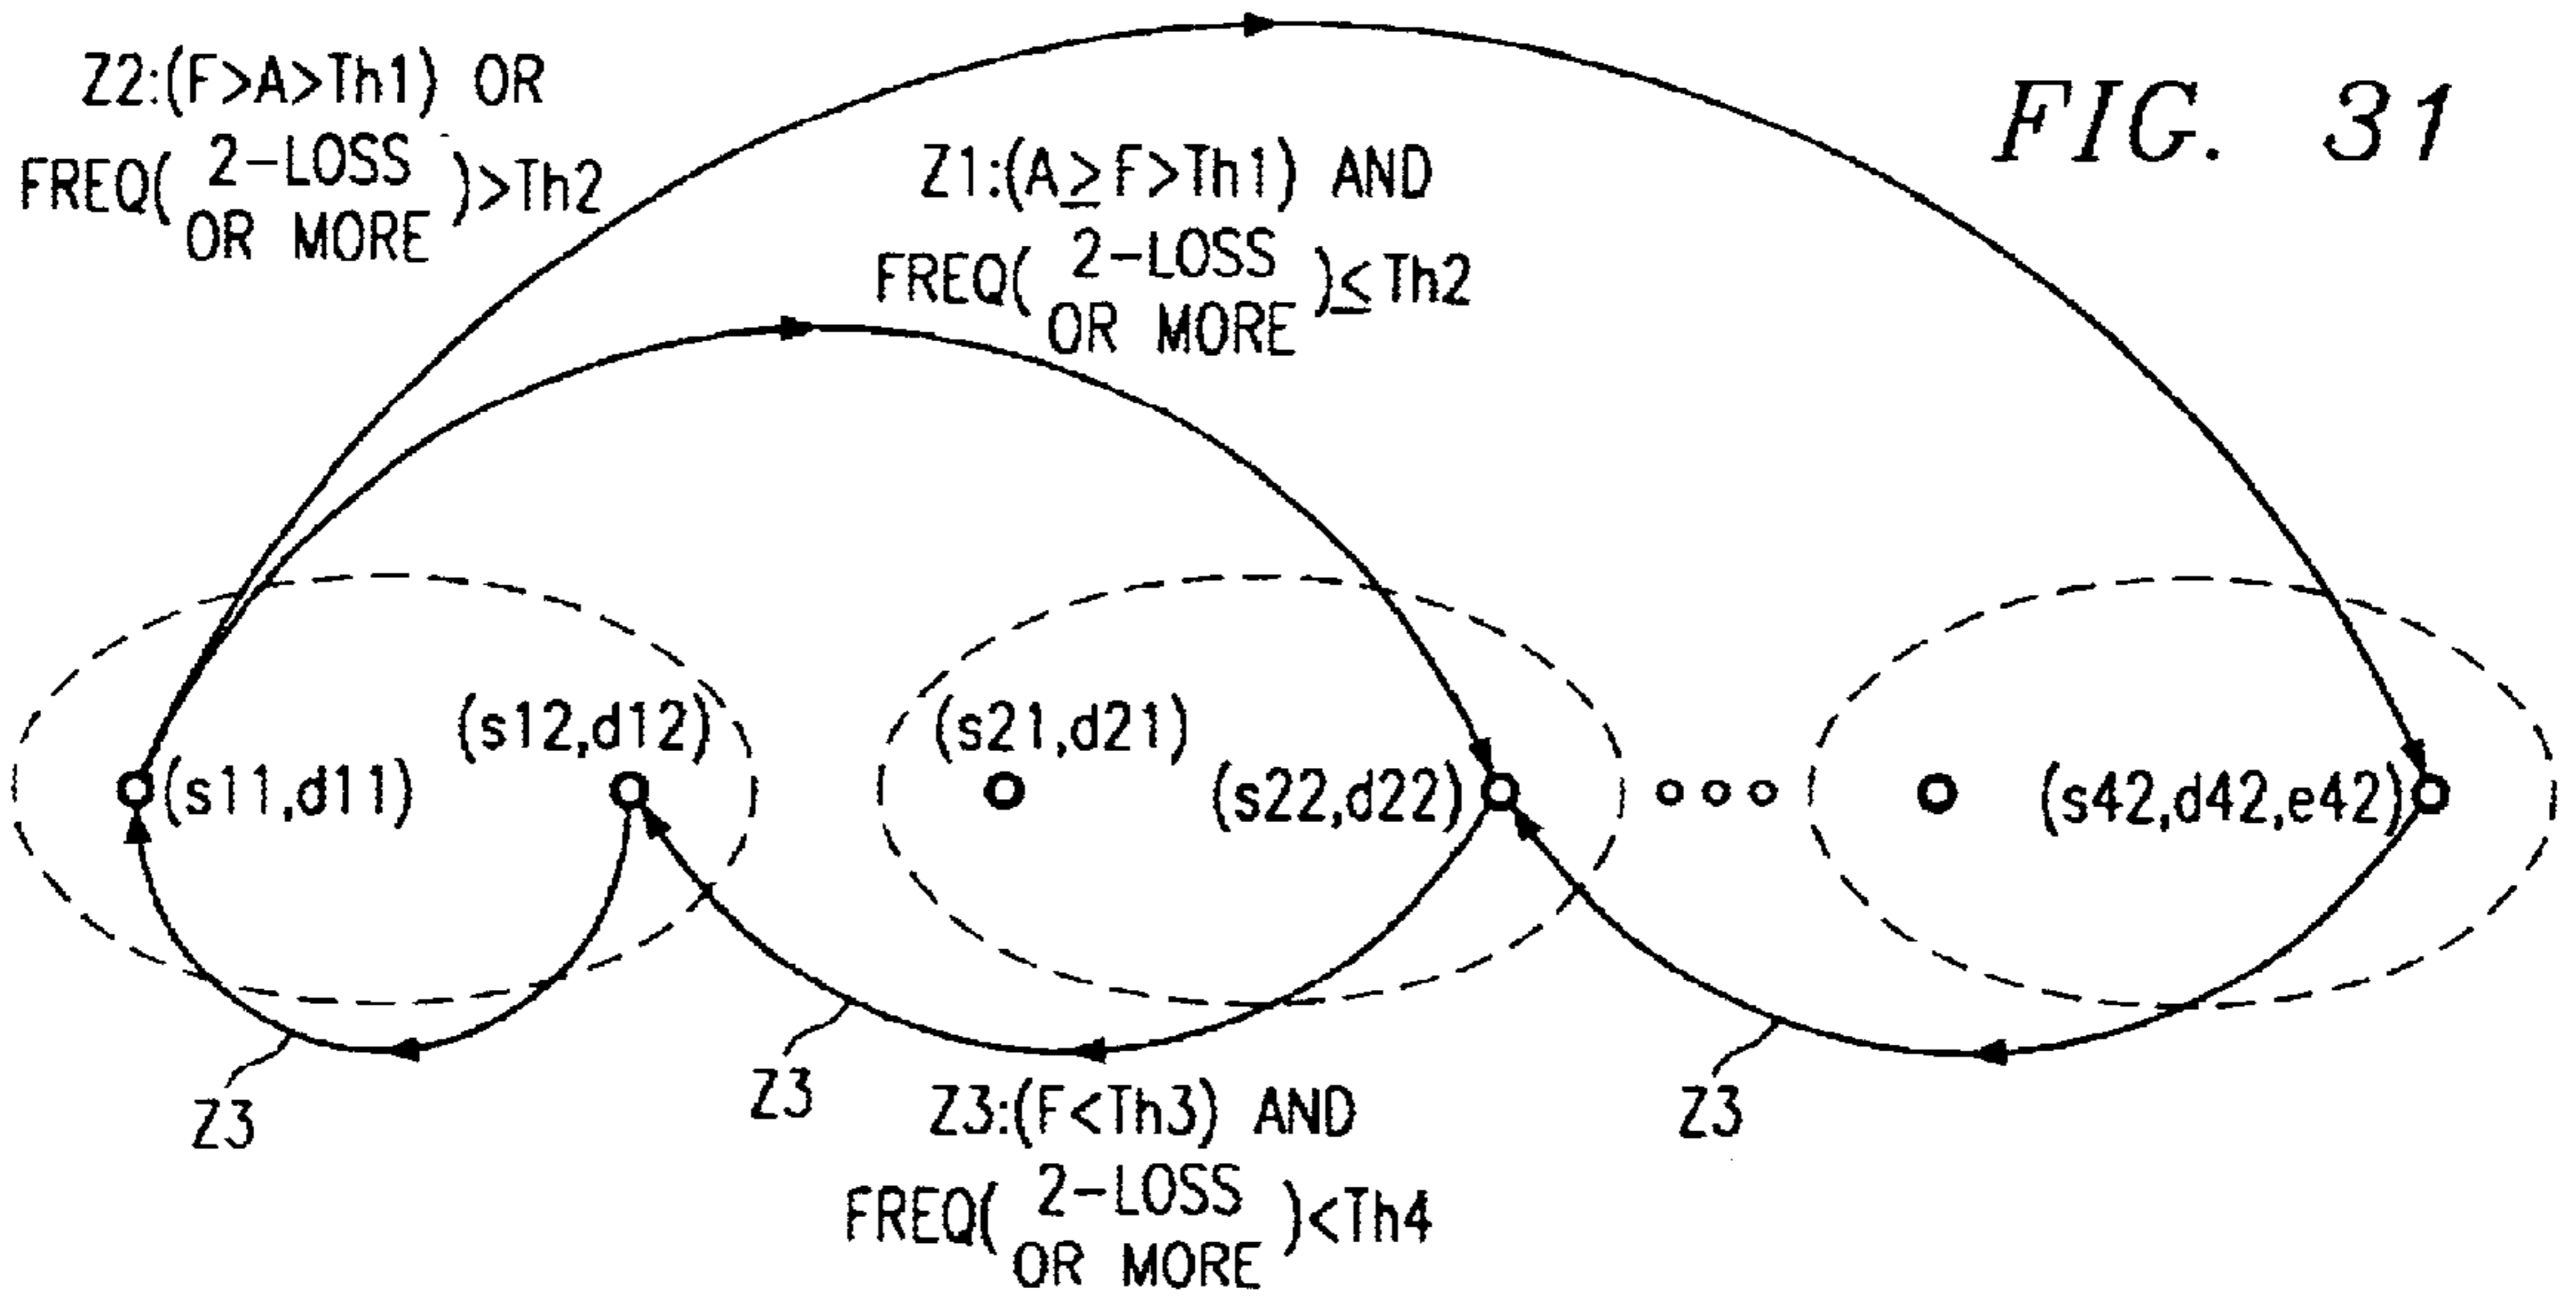 FIG. 31
Z2:(F>A>Th1) OR
FREQ( 2-LOSS OR MORE )>Th2
Z1:(A≥F>Th1) AND
FREQ( 2-LOSS OR MORE )≤Th2
(s11,d11)
(s12,d12)
(s21,d21)
(s22,d22)
(s42,d42,e42)
Z3
Z3
Z3
Z3:(F<Th3) AND
FREQ( 2-LOSS OR MORE )<Th4